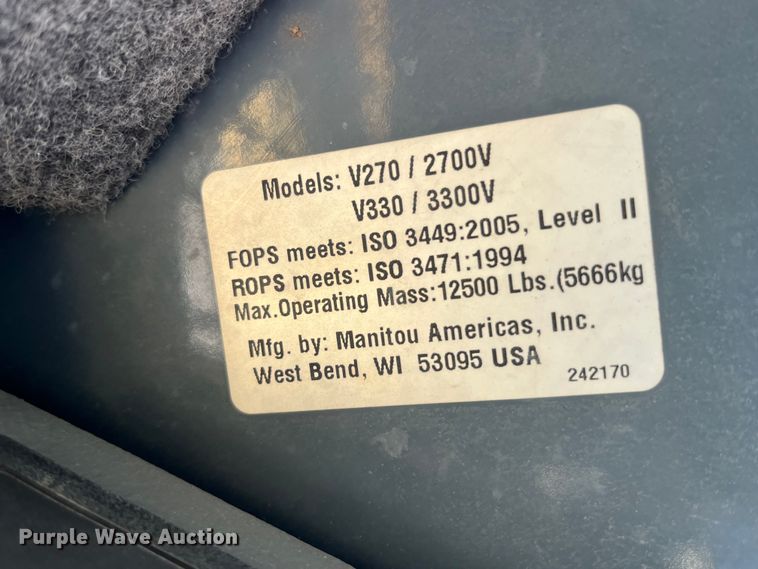 Models: V270 / 2700V
V330 / 3300V
FOPS meets: ISO 3449:2005, Level II
ROPS meets: ISO 3471:1994
Max.Operating Mass:12500 Lbs.(5666kg
Mfg. by: Manitou Americas, Inc.
West Bend, WI 53095 USA
242170
Purple Wave Auction